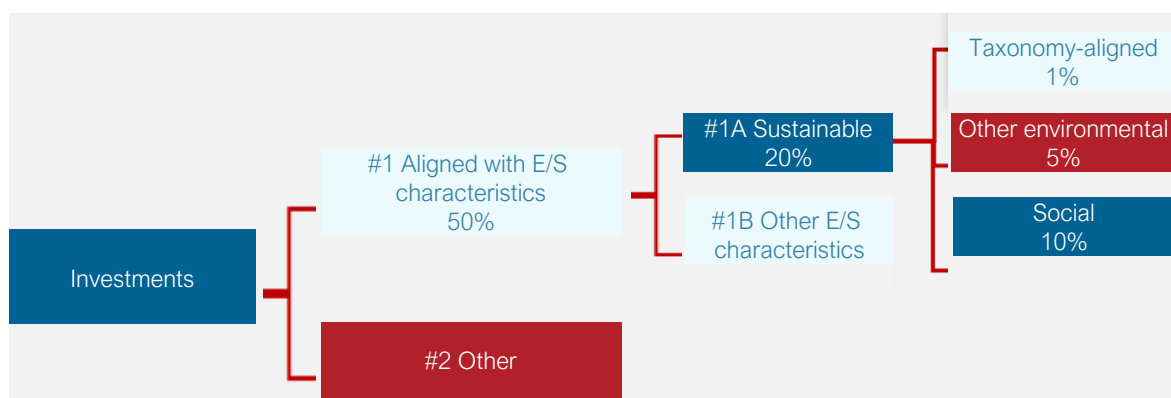 Investments
#1 Aligned with E/S
characteristics
50%
#2 Other
#1A Sustainable
20%
#1B Other E/S
characteristics
Taxonomy-aligned
1%
Other environmental
5%
Social
10%